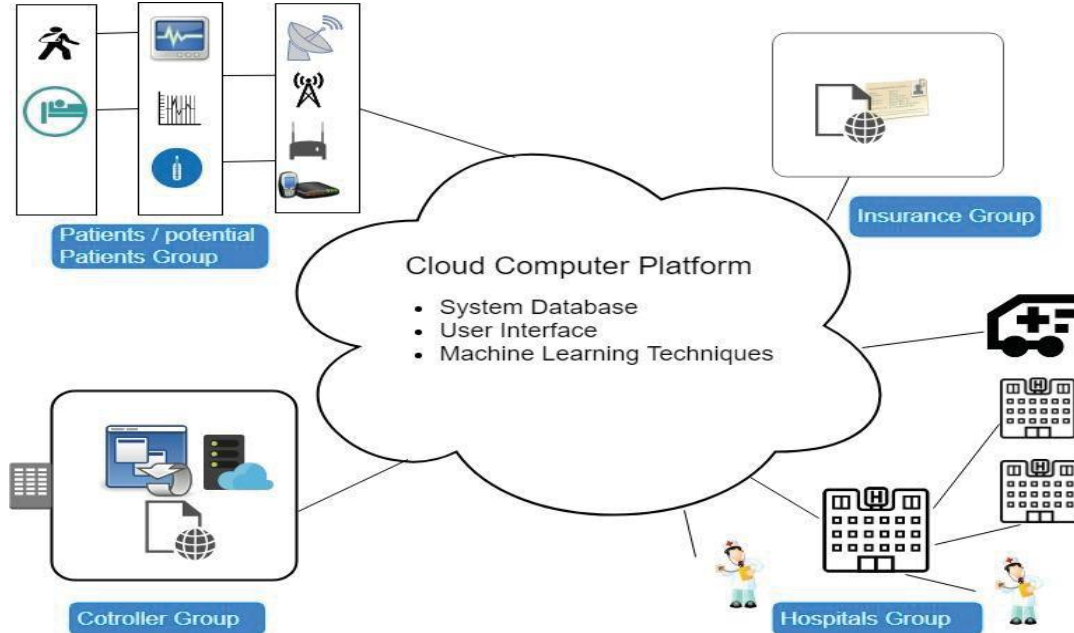 Patients / potential
Patients Group
Insurance Group
Cloud Computer Platform
• System Database
• User Interface
• Machine Learning Techniques
H
H
H
Cotroller Group
Hospitals Group